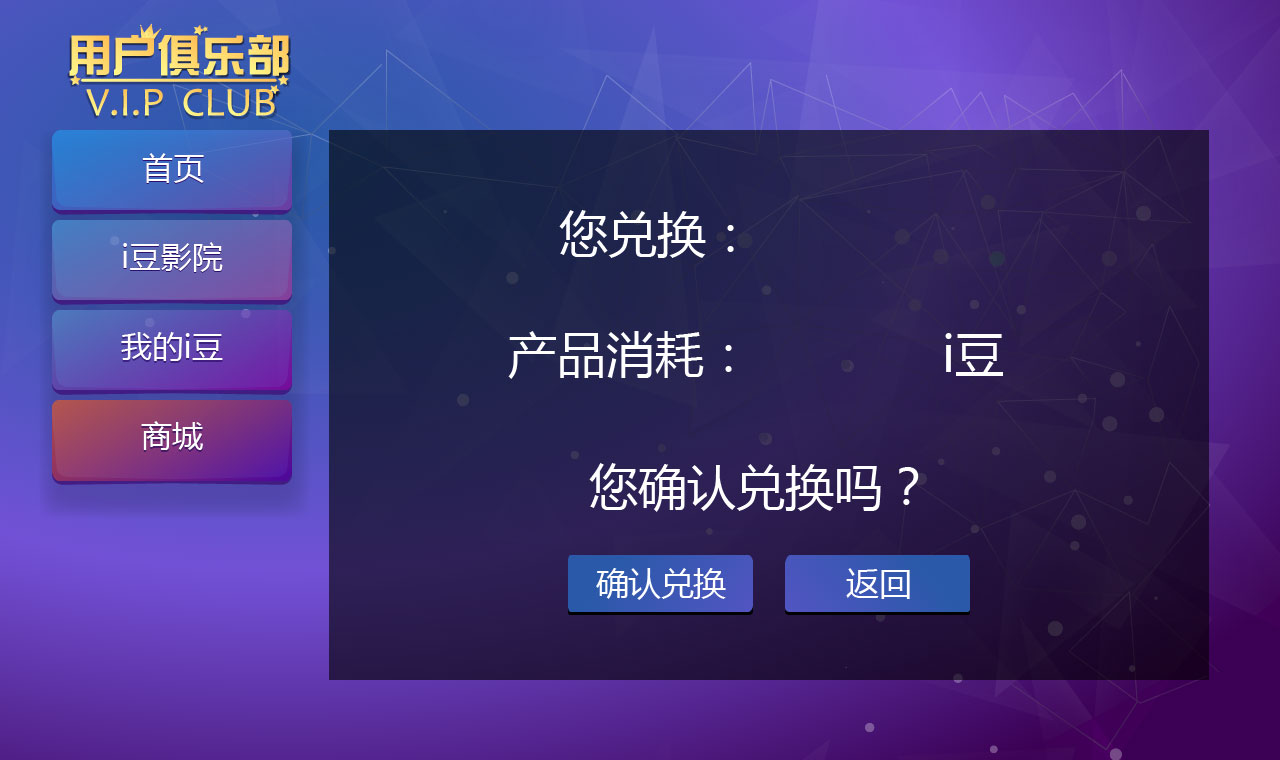 用户俱乐部
V.I.P CLUB
首页
i豆影院
我的i豆
商城
您兑换：
产品消耗： i豆
您确认兑换吗？
确认兑换
返回